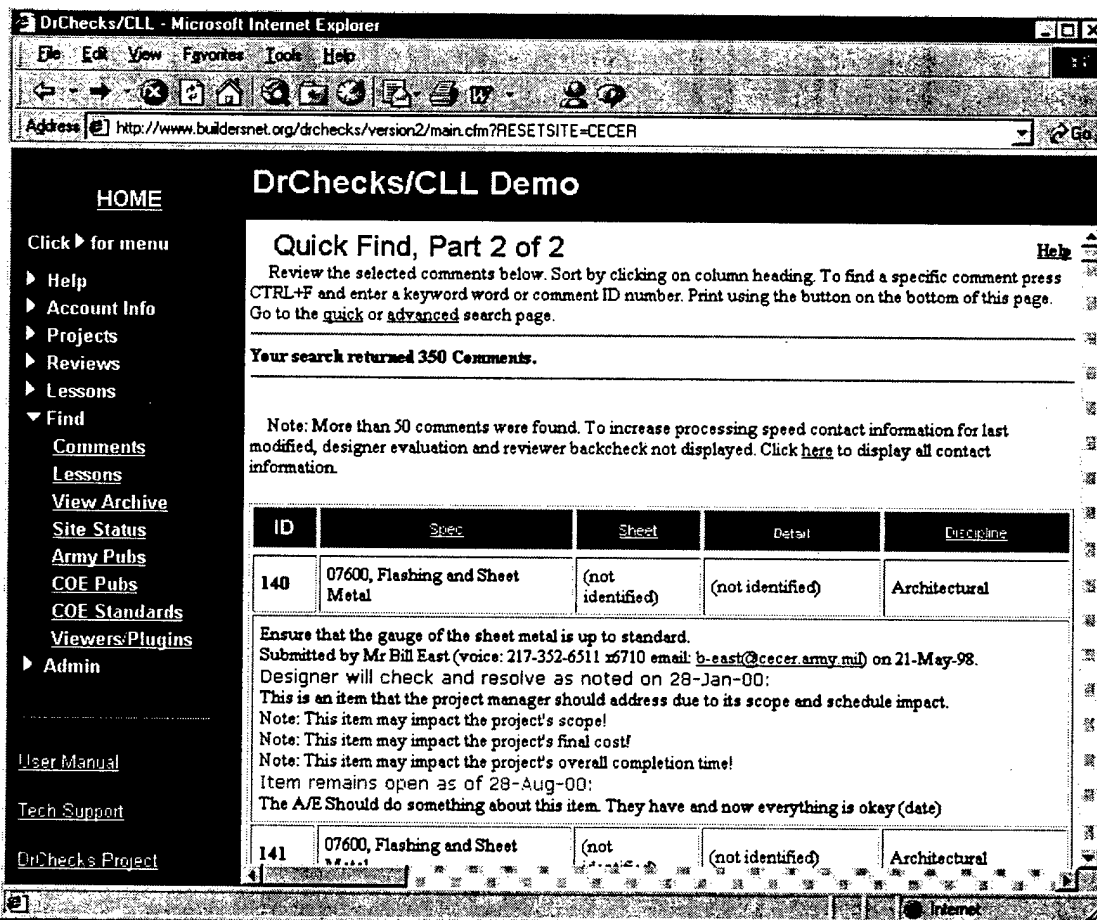 DrChecks/CLL - Microsoft Internet Explorer
File Edit View Favorites Tools Help
Address http://www.buildersnet.org/drchecks/version2/main.cfm?RESETSITE=CECER Go
DrChecks/CLL Demo
HOME
Click for menu
Help
Account Info
Projects
Reviews
Lessons
Find
Comments
Lessons
View Archive
Site Status
Army Pubs
COE Pubs
COE Standards
Viewers/Plugins
Admin
User Manual
Tech Support
DrChecks Project
Quick Find, Part 2 of 2 Help
Review the selected comments below. Sort by clicking on column heading. To find a specific comment press
CTRL+F and enter a keyword word or comment ID number. Print using the button on the bottom of this page.
Go to the quick or advanced search page.
Your search returned 350 Comments.
Note: More than 50 comments were found. To increase processing speed contact information for last
modified, designer evaluation and reviewer backcheck not displayed. Click here to display all contact
information.
ID Spec Sheet Detail Discipline
140 07600, Flashing and Sheet Metal (not identified) (not identified) Architectural
Ensure that the gauge of the sheet metal is up to standard.
Submitted by Mr Bill East (voice: 217-352-6511 x6710 email: b-east@cecer.army.mil) on 21-May-98.
Designer will check and resolve as noted on 28-Jan-00:
This is an item that the project manager should address due to its scope and schedule impact.
Note: This item may impact the project's scope!
Note: This item may impact the project's final cost!
Note: This item may impact the project's overall completion time!
Item remains open as of 28-Aug-00:
The A/E Should do something about this item. They have and now everything is okay (date)
141 07600, Flashing and Sheet (not (not identified) Architectural
Internet